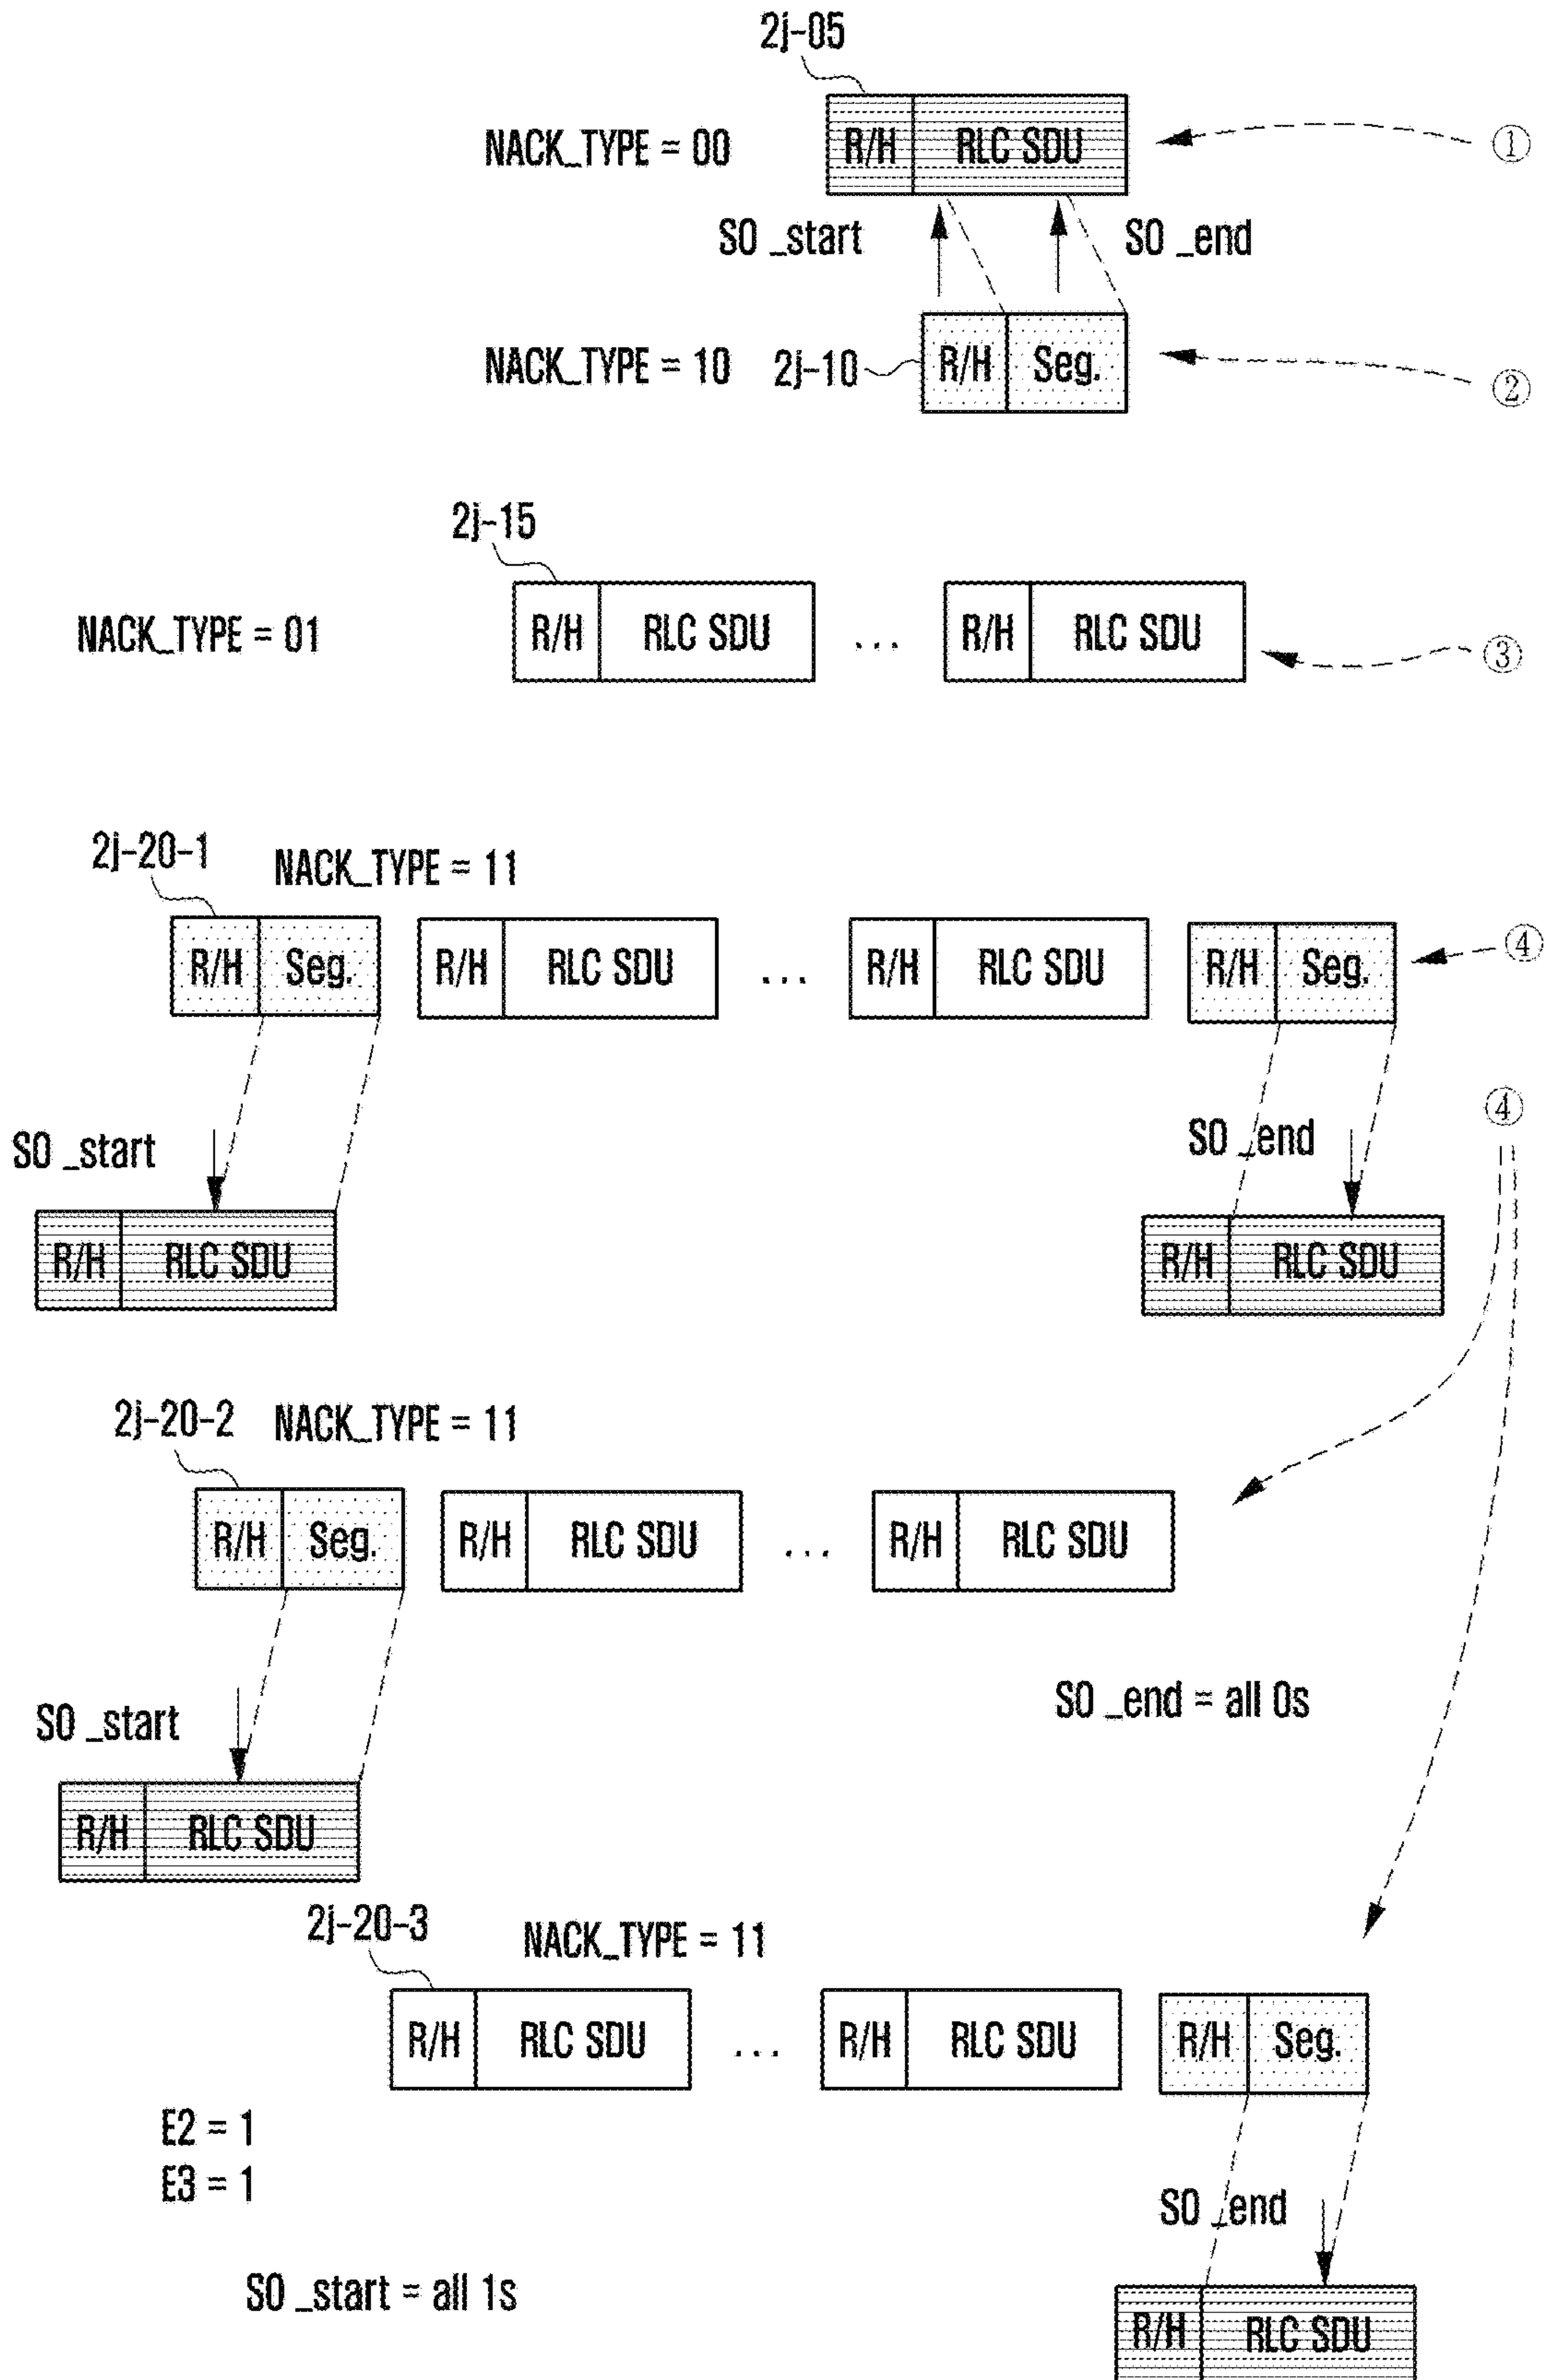 2j-05
NACK_TYPE = 00
R/H RLC SDU
①
SO _start
SO _end
NACK_TYPE = 10
2j-10
R/H Seg.
②
2j-15
NACK_TYPE = 01
R/H RLC SDU ... R/H RLC SDU
③
2j-20-1
NACK_TYPE = 11
R/H Seg. R/H RLC SDU ... R/H RLC SDU R/H Seg.
④
④
SO _start
SO _end
R/H RLC SDU
R/H RLC SDU
2j-20-2
NACK_TYPE = 11
R/H Seg. R/H RLC SDU ... R/H RLC SDU
SO _start
SO _end = all 0s
R/H RLC SDU
2j-20-3
NACK_TYPE = 11
R/H RLC SDU ... R/H RLC SDU R/H Seg.
E2 = 1
E3 = 1
SO _end
SO _start = all 1s
R/H RLC SDU